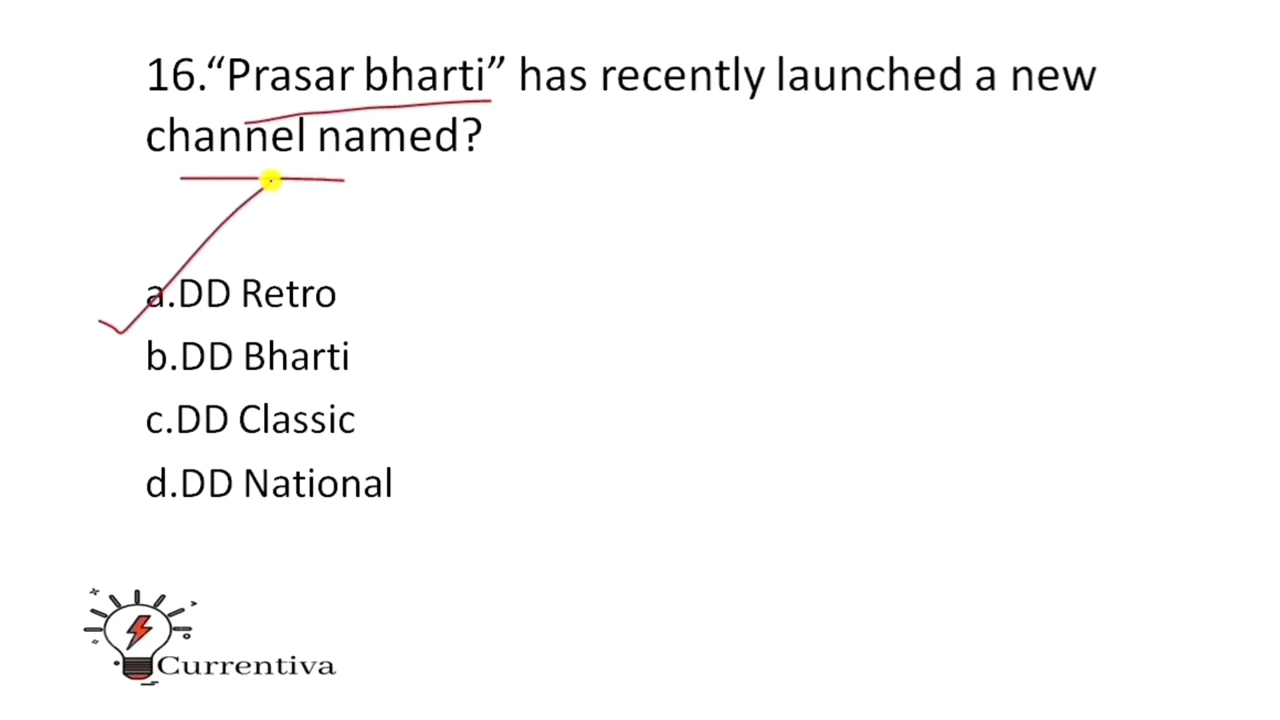 16.“Prasar bharti” has recently launched a new
channel named?
a.DD Retro
b.DD Bharti
c.DD Classic
d.DD National
Currentiva